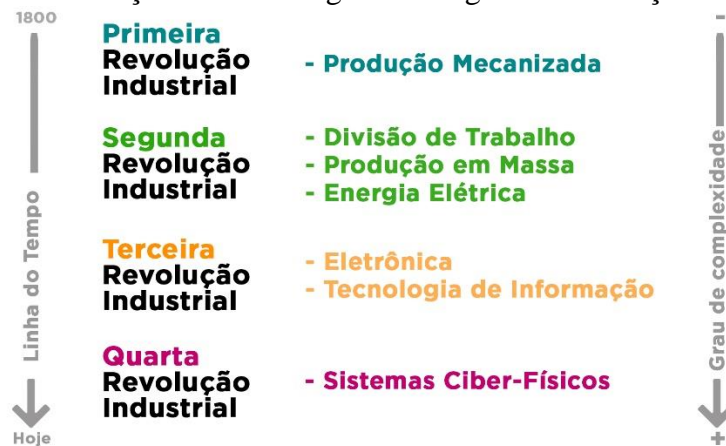 1800
-
Primeira
Revolução
Industrial
- Produção Mecanizada
Segunda
Revolução
Industrial
- Divisão de Trabalho
- Produção em Massa
- Energia Elétrica
Terceira
Revolução
Industrial
- Eletrônica
- Tecnologia de Informação
Quarta
Revolução
Industrial
- Sistemas Ciber-Físicos
Linha do Tempo
Grau de complexidade
Hoje
+